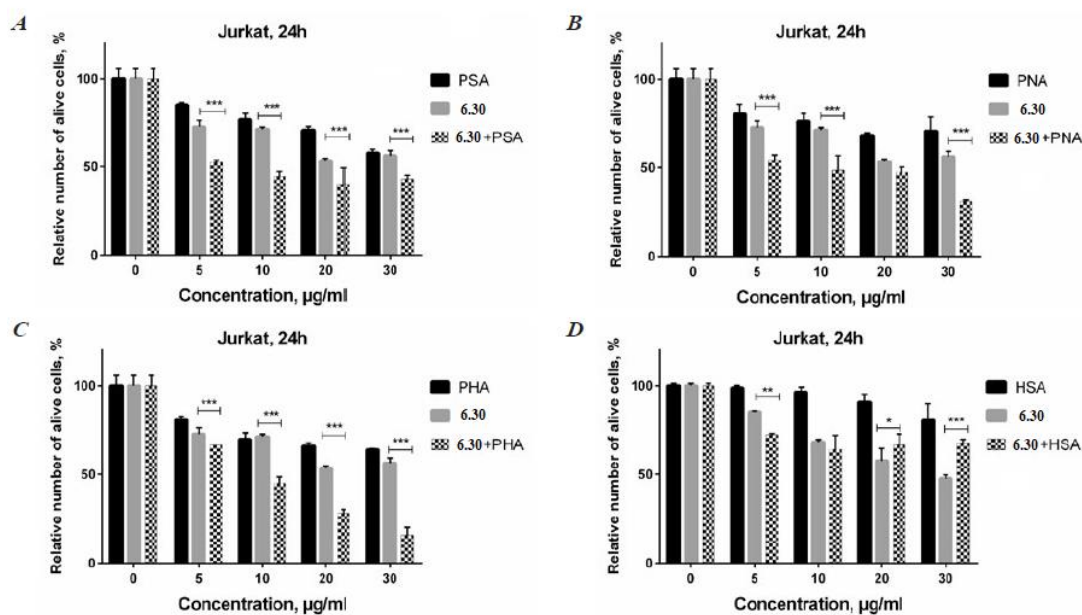 A
Jurkat, 24h
Relative number of alive cells, %
100
50
0
PSA
6.30
6.30+PSA
***
***
***
***
0 5 10 20 30
Concentration, µg/ml
B
Jurkat, 24h
Relative number of alive cells, %
100
50
0
PNA
6.30
6.30+PNA
***
***
***
0 5 10 20 30
Concentration, µg/ml
C
Jurkat, 24h
Relative number of alive cells, %
100
50
0
PHA
6.30
6.30+PHA
***
***
***
***
0 5 10 20 30
Concentration, µg/ml
D
Jurkat, 24h
Relative number of alive cells, %
100
50
0
HSA
6.30
6.30+HSA
**
*
***
0 5 10 20 30
Concentration, µg/ml